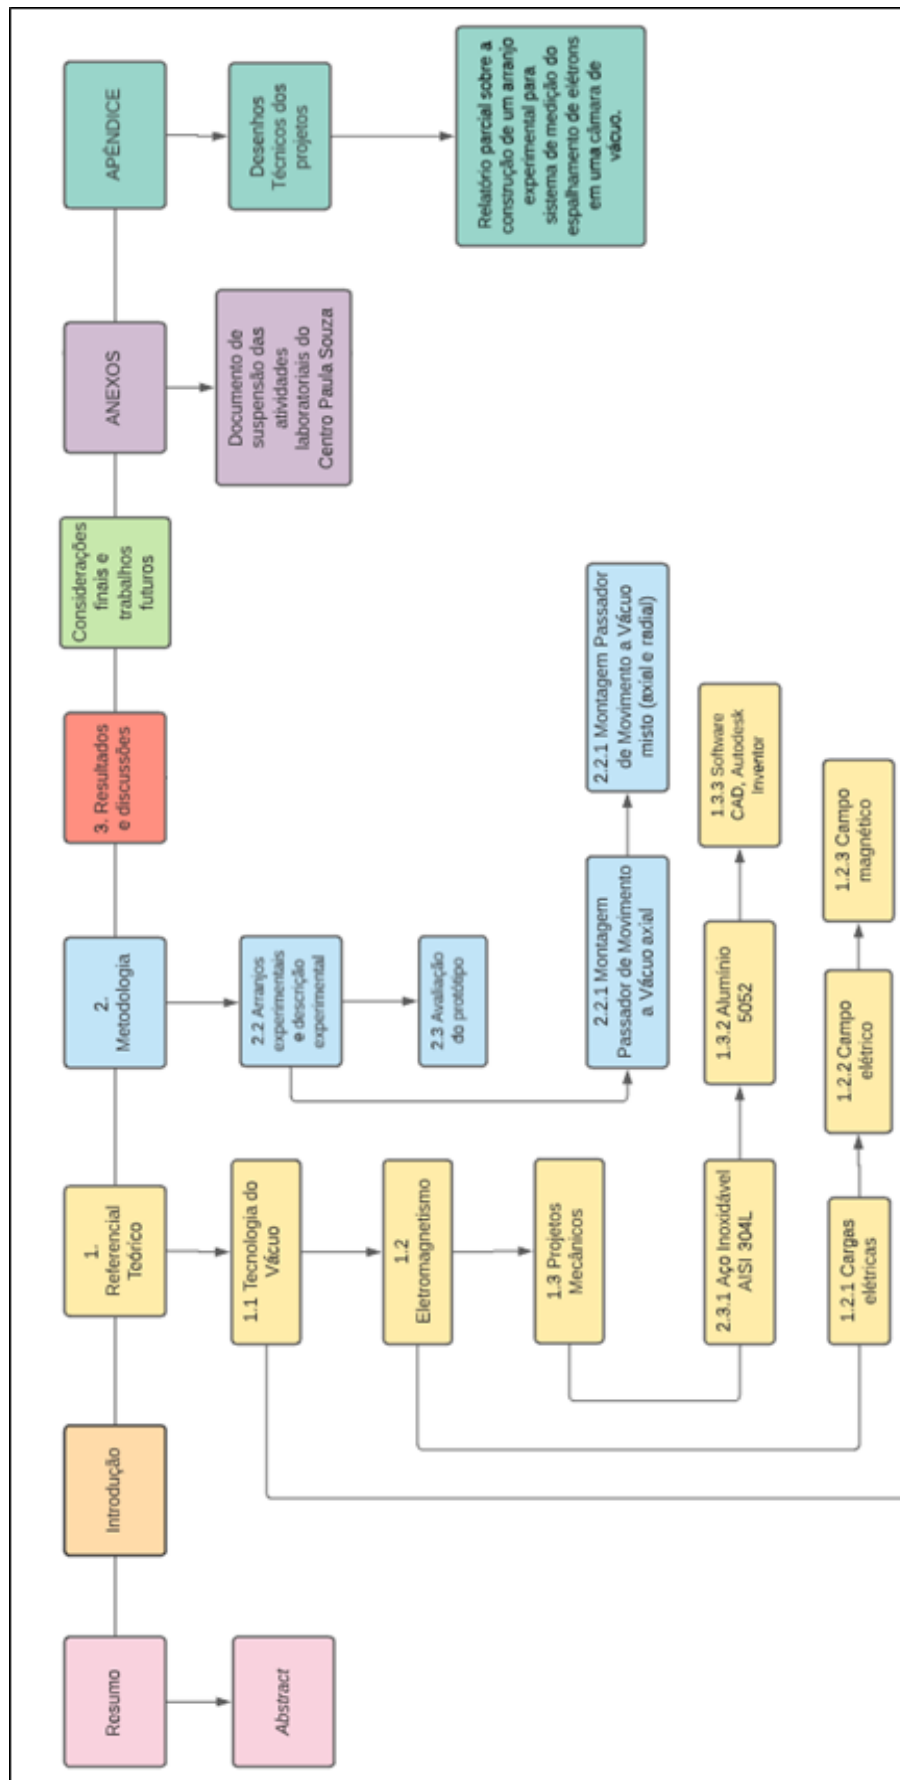 Resumo
Introdução
1.
Referencial
Teórico
2.
Metodologia
3. Resultados
e discussões
Considerações
finais e
trabalhos
futuros
ANEXOS
APÊNDICE
Abstract
1.1 Tecnologia do
Vácuo
2.2 Arranjos
experimentais
e descrição
experimental
Documento de
suspensão das
atividades
laboratoriais do
Centro Paula Souza
Desenhos
Técnicos dos
projetos
1.2
Eletromagnetismo
2.3 Avaliação
do protótipo
Relatório parcial sobre a
construção de um arranjo
experimental para
sistema de medição do
espalhamento de elétrons
em uma câmara de
vácuo.
1.3 Projetos
Mecânicos
2.2.1 Montagem
Passador de Movimento
a Vácuo axial
2.2.1 Montagem Passador
de Movimento a Vácuo
misto (axial e radial)
2.3.1 Aço Inoxidável
AISI 304L
1.3.2 Alumínio
5052
1.3.3 Software
CAD, Autodesk
Inventor
1.2.1 Cargas
elétricas
1.2.2 Campo
elétrico
1.2.3 Campo
magnético